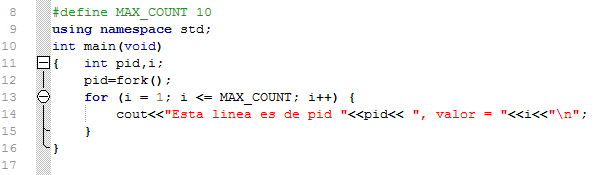 8 #define MAX_COUNT 10
9 using namespace std;
10 int main(void)
11 { int pid,i;
12 pid=fork();
13 for (i = 1; i <= MAX_COUNT; i++) {
14 cout<<"Esta linea es de pid "<<pid<< ", valor = "<<i<<"\n";
15 }
16 }
17